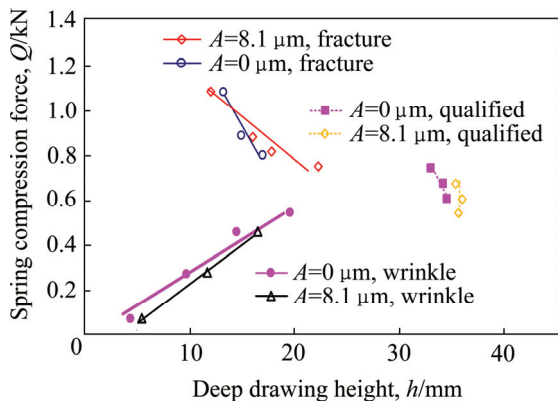 Spring compression force, Q/kN
1.4
1.2
1.0
0.8
0.6
0.4
0.2
0
10
20
30
40
A=8.1 μm, fracture
A=0 μm, fracture
A=0 μm, qualified
A=8.1 μm, qualified
A=0 μm, wrinkle
A=8.1 μm, wrinkle
Deep drawing height, h/mm